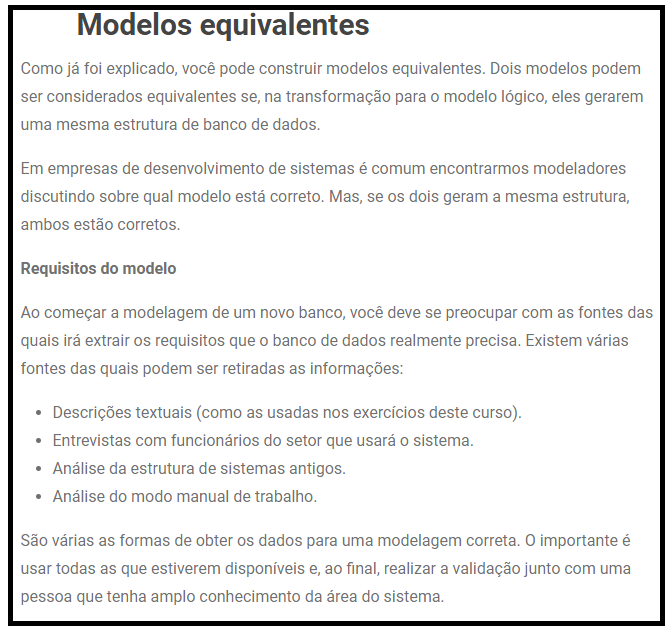 Modelos equivalentes
Como já foi explicado, você pode construir modelos equivalentes. Dois modelos podem
ser considerados equivalentes se, na transformação para o modelo lógico, eles gerarem
uma mesma estrutura de banco de dados.
Em empresas de desenvolvimento de sistemas é comum encontrarmos modeladores
discutindo sobre qual modelo está correto. Mas, se os dois geram a mesma estrutura,
ambos estão corretos.
Requisitos do modelo
Ao começar a modelagem de um novo banco, você deve se preocupar com as fontes das
quais irá extrair os requisitos que o banco de dados realmente precisa. Existem várias
fontes das quais podem ser retiradas as informações:
• Descrições textuais (como as usadas nos exercícios deste curso).
• Entrevistas com funcionários do setor que usará o sistema.
• Análise da estrutura de sistemas antigos.
• Análise do modo manual de trabalho.
São várias as formas de obter os dados para uma modelagem correta. O importante é
usar todas as que estiverem disponíveis e, ao final, realizar a validação junto com uma
pessoa que tenha amplo conhecimento da área do sistema.